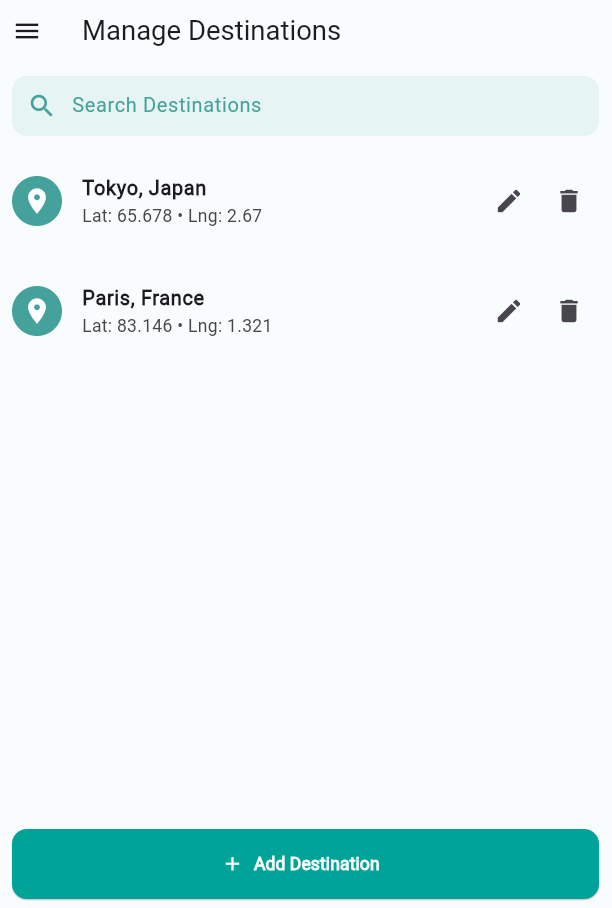 Manage Destinations
Search Destinations
Tokyo, Japan
Lat: 65.678 • Lng: 2.67
Paris, France
Lat: 83.146 • Lng: 1.321
+ Add Destination